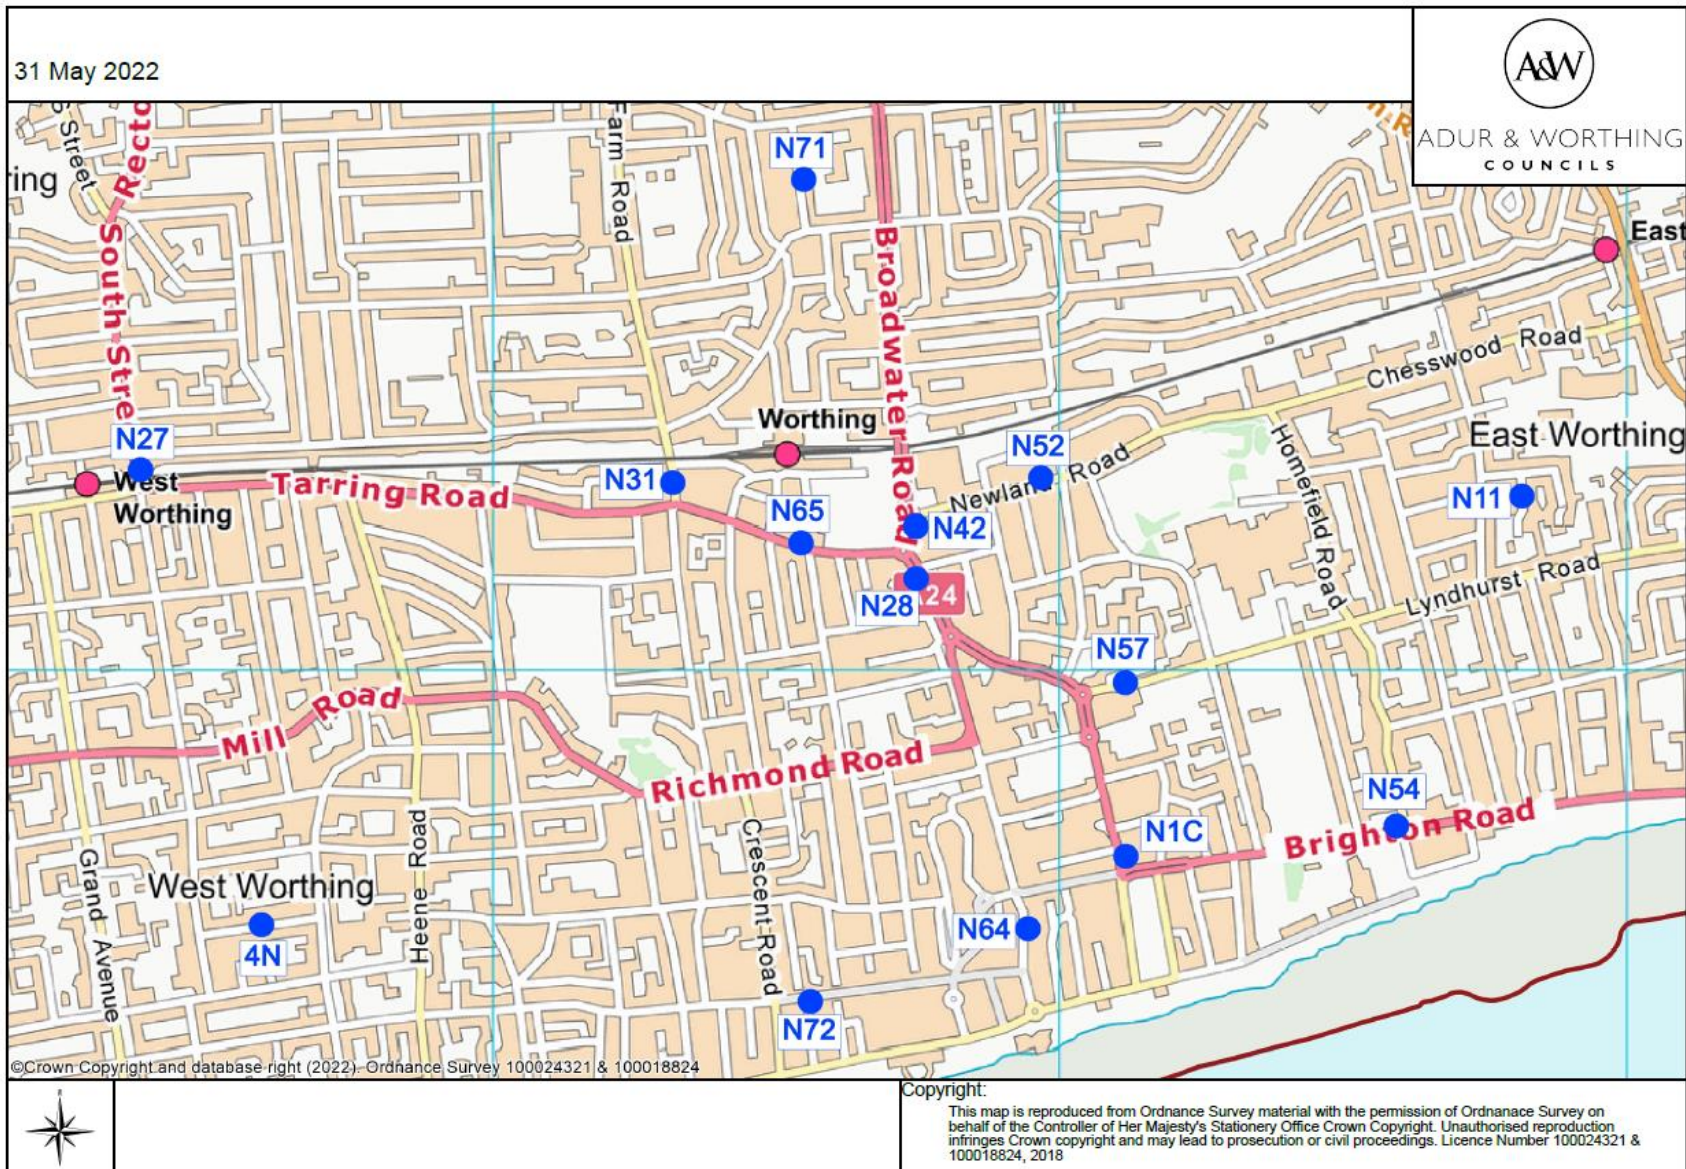 31 May 2022
A&W
ADUR & WORTHING
COUNCILS
Street
Recto
ring
Farm Road
N71
South Stre
Broadwater Road
East
Chesswood Road
Worthing
N27
N31
N52
East Worthing
West
Worthing
Tarring Road
N65
Newlan Road
N42
N11
Homefield Road
N28
24
Lyndhurst Road
N57
Mill Road
Richmond Road
N54
N1C
Brighton Road
Grand Avenue
West Worthing
Heene Road
Crescent Road
4N
N64
N72
©Crown Copyright and database right (2022). Ordnance Survey 100024321 & 100018824
N
Copyright:
This map is reproduced from Ordnance Survey material with the permission of Ordnanace Survey on
behalf of the Controller of Her Majesty's Stationery Office Crown Copyright. Unauthorised reproduction
infringes Crown copyright and may lead to prosecution or civil proceedings. Licence Number 100024321 &
100018824, 2018